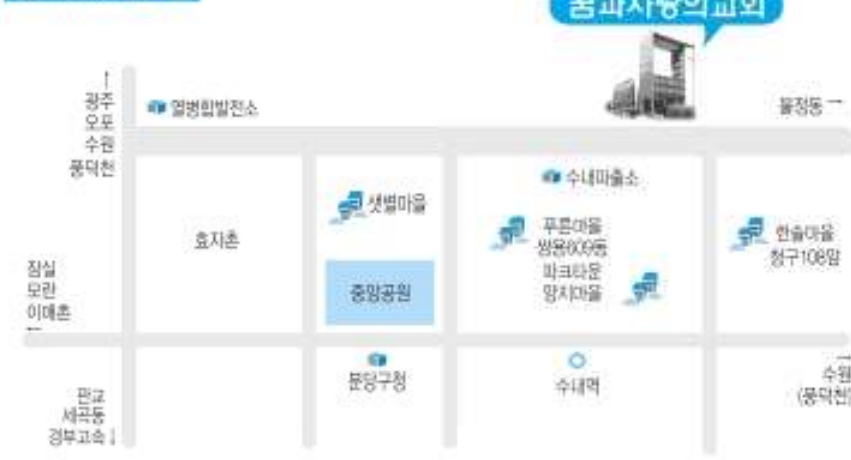 꿈과사랑의교회
↑
광주
오포
수원
풍덕천
열병합발전소
불정동 →
수내파출소
샛별마을
효자촌
푸른마을
쌍용609동
파크타운
양지마을
한솔마을
청구108앞
잠실
모란
이매촌
중앙공원
분당구청
수내역
수원
(풍덕천)
판교
세곡동
경부고속↓